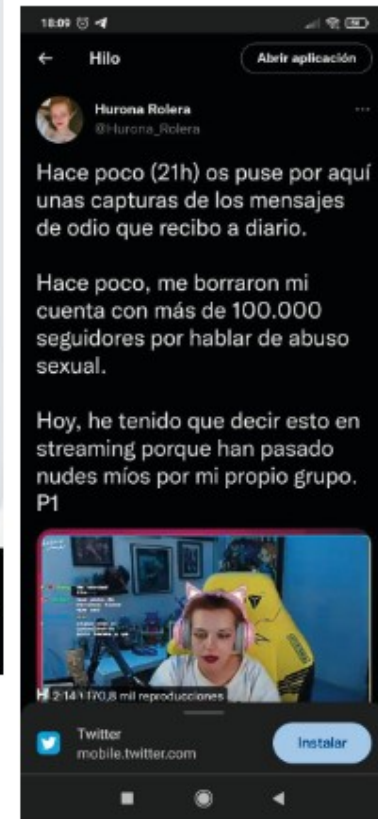 18:09
Hilo
Abrir aplicación
Hurona Rolera
@Hurona_Rolera
Hace poco (21h) os puse por aquí
unas capturas de los mensajes
de odio que recibo a diario.
Hace poco, me borraron mi
cuenta con más de 100.000
seguidores por hablar de abuso
sexual.
Hoy, he tenido que decir esto en
streaming porque han pasado
nudes míos por mi propio grupo.
P1
2:14
170,8 mil reproducciones
Twitter
mobile.twitter.com
Instalar